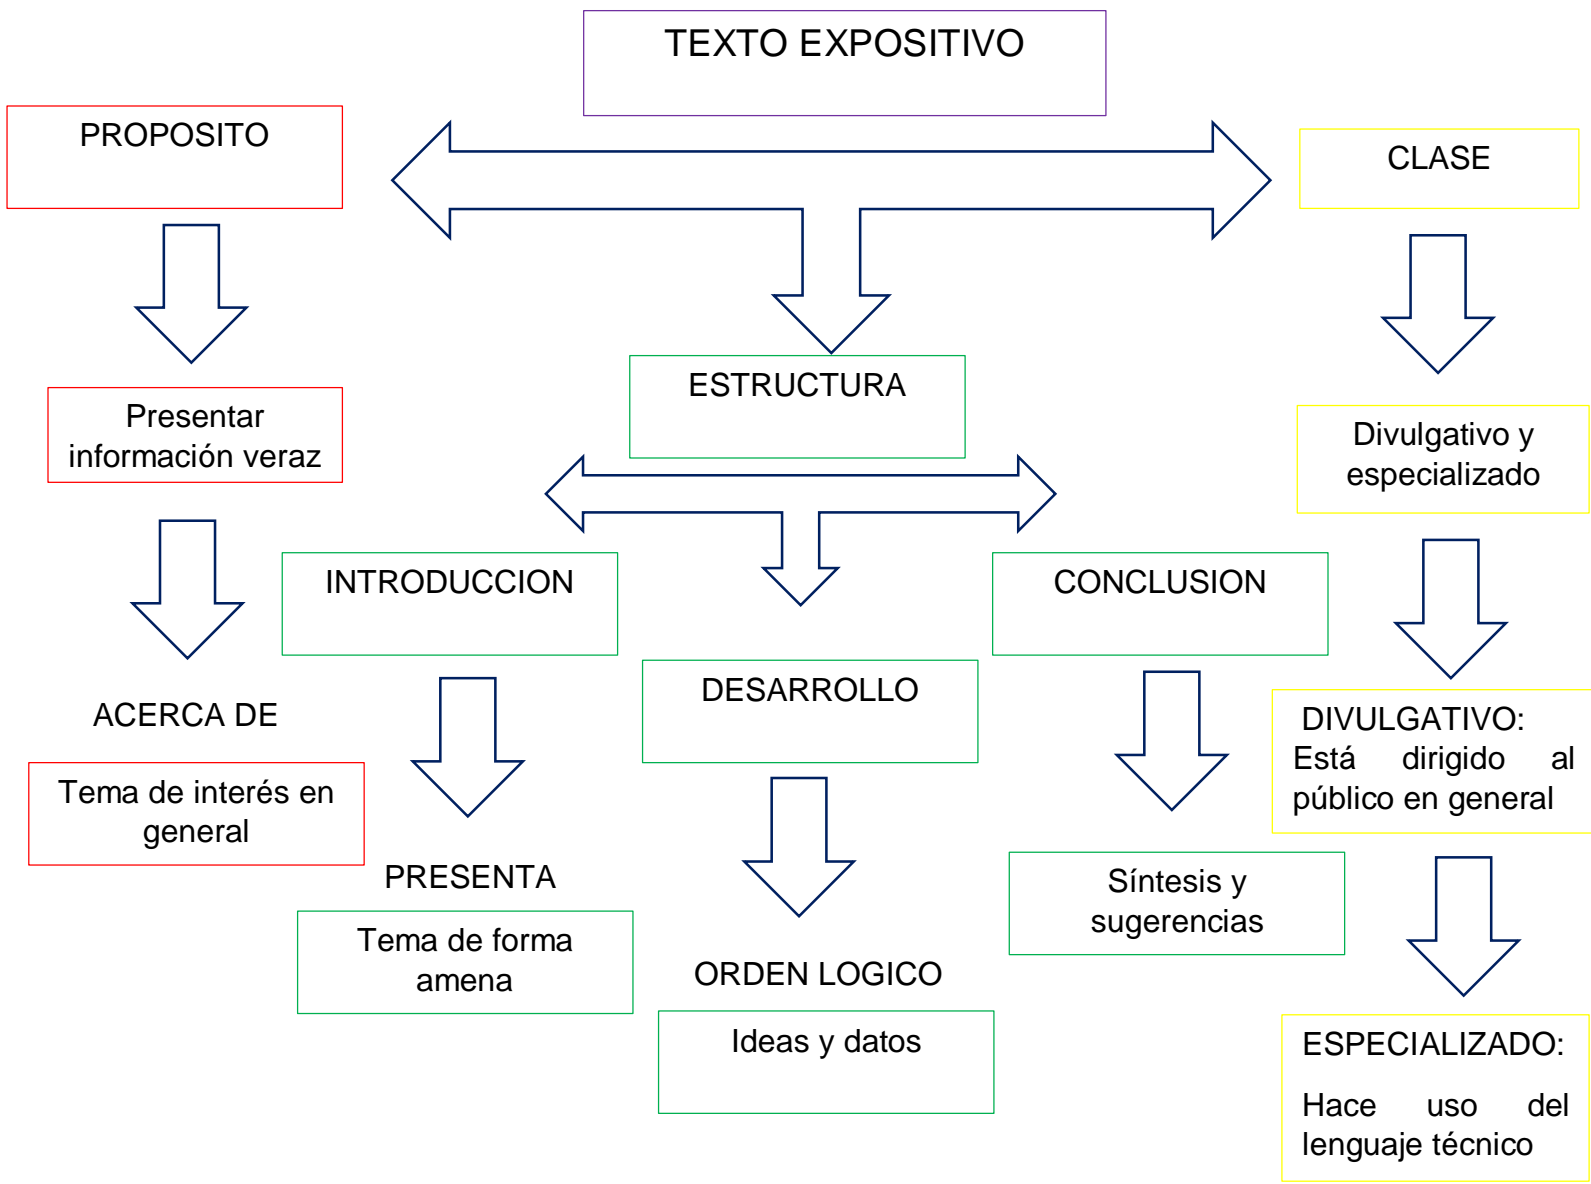 TEXTO EXPOSITIVO
PROPOSITO
CLASE
Presentar
información veraz
ACERCA DE
Tema de interés en
general
ESTRUCTURA
INTRODUCCION
PRESENTA
Tema de forma
amena
DESARROLLO
ORDEN LOGICO
Ideas y datos
CONCLUSION
Síntesis y
sugerencias
Divulgativo y
especializado
DIVULGATIVO:
Está dirigido al
público en general
ESPECIALIZADO:
Hace uso del
lenguaje técnico